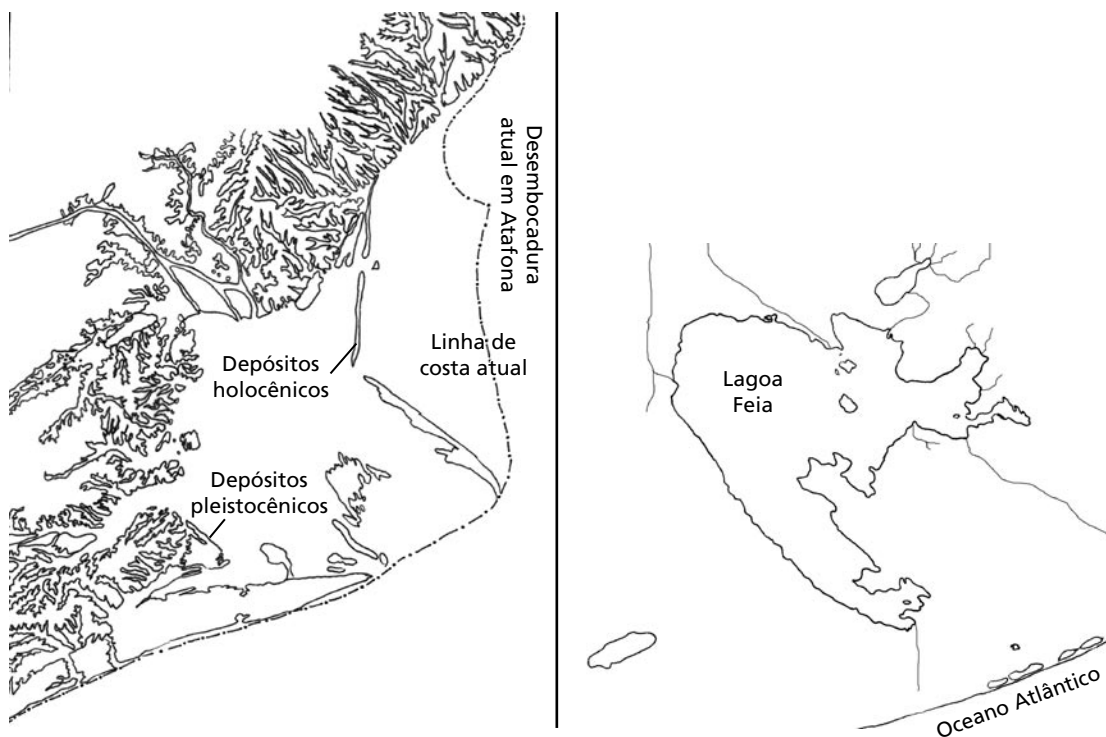 Desembocadura
atual em Atafona
Linha de
costa atual
Depósitos
holocênicos
Depósitos
pleistocênicos
Lagoa
Feia
Oceano Atlântico